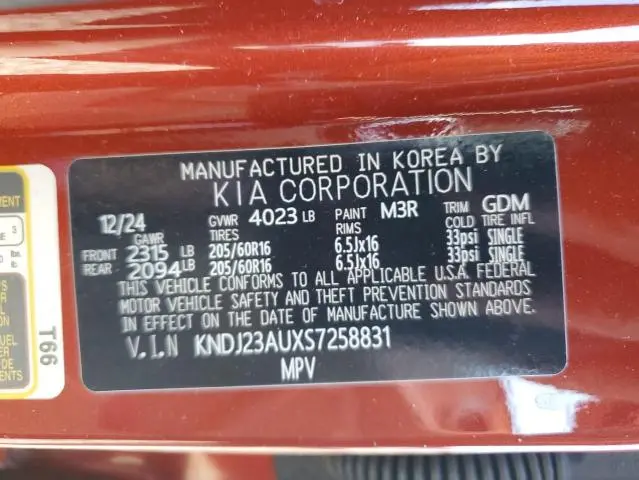 MANUFACTURED IN KOREA BY
KIA CORPORATION
12/24 GVWR 4023 LB PAINT M3R TRIM GDM
GAWR TIRES RIMS COLD TIRE INFL
FRONT 2315 LB 205/60R16 6.5Jx16 33psi SINGLE
REAR 2094 LB 205/60R16 6.5Jx16 33psi SINGLE
THIS VEHICLE CONFORMS TO ALL APPLICABLE U.S.A. FEDERAL
MOTOR VEHICLE SAFETY AND THEFT PREVENTION STANDARDS
IN EFFECT ON THE DATE OF MANUFACTURE SHOWN ABOVE.
V.I.N KNDJ23AUXS7258831
MPV
T66